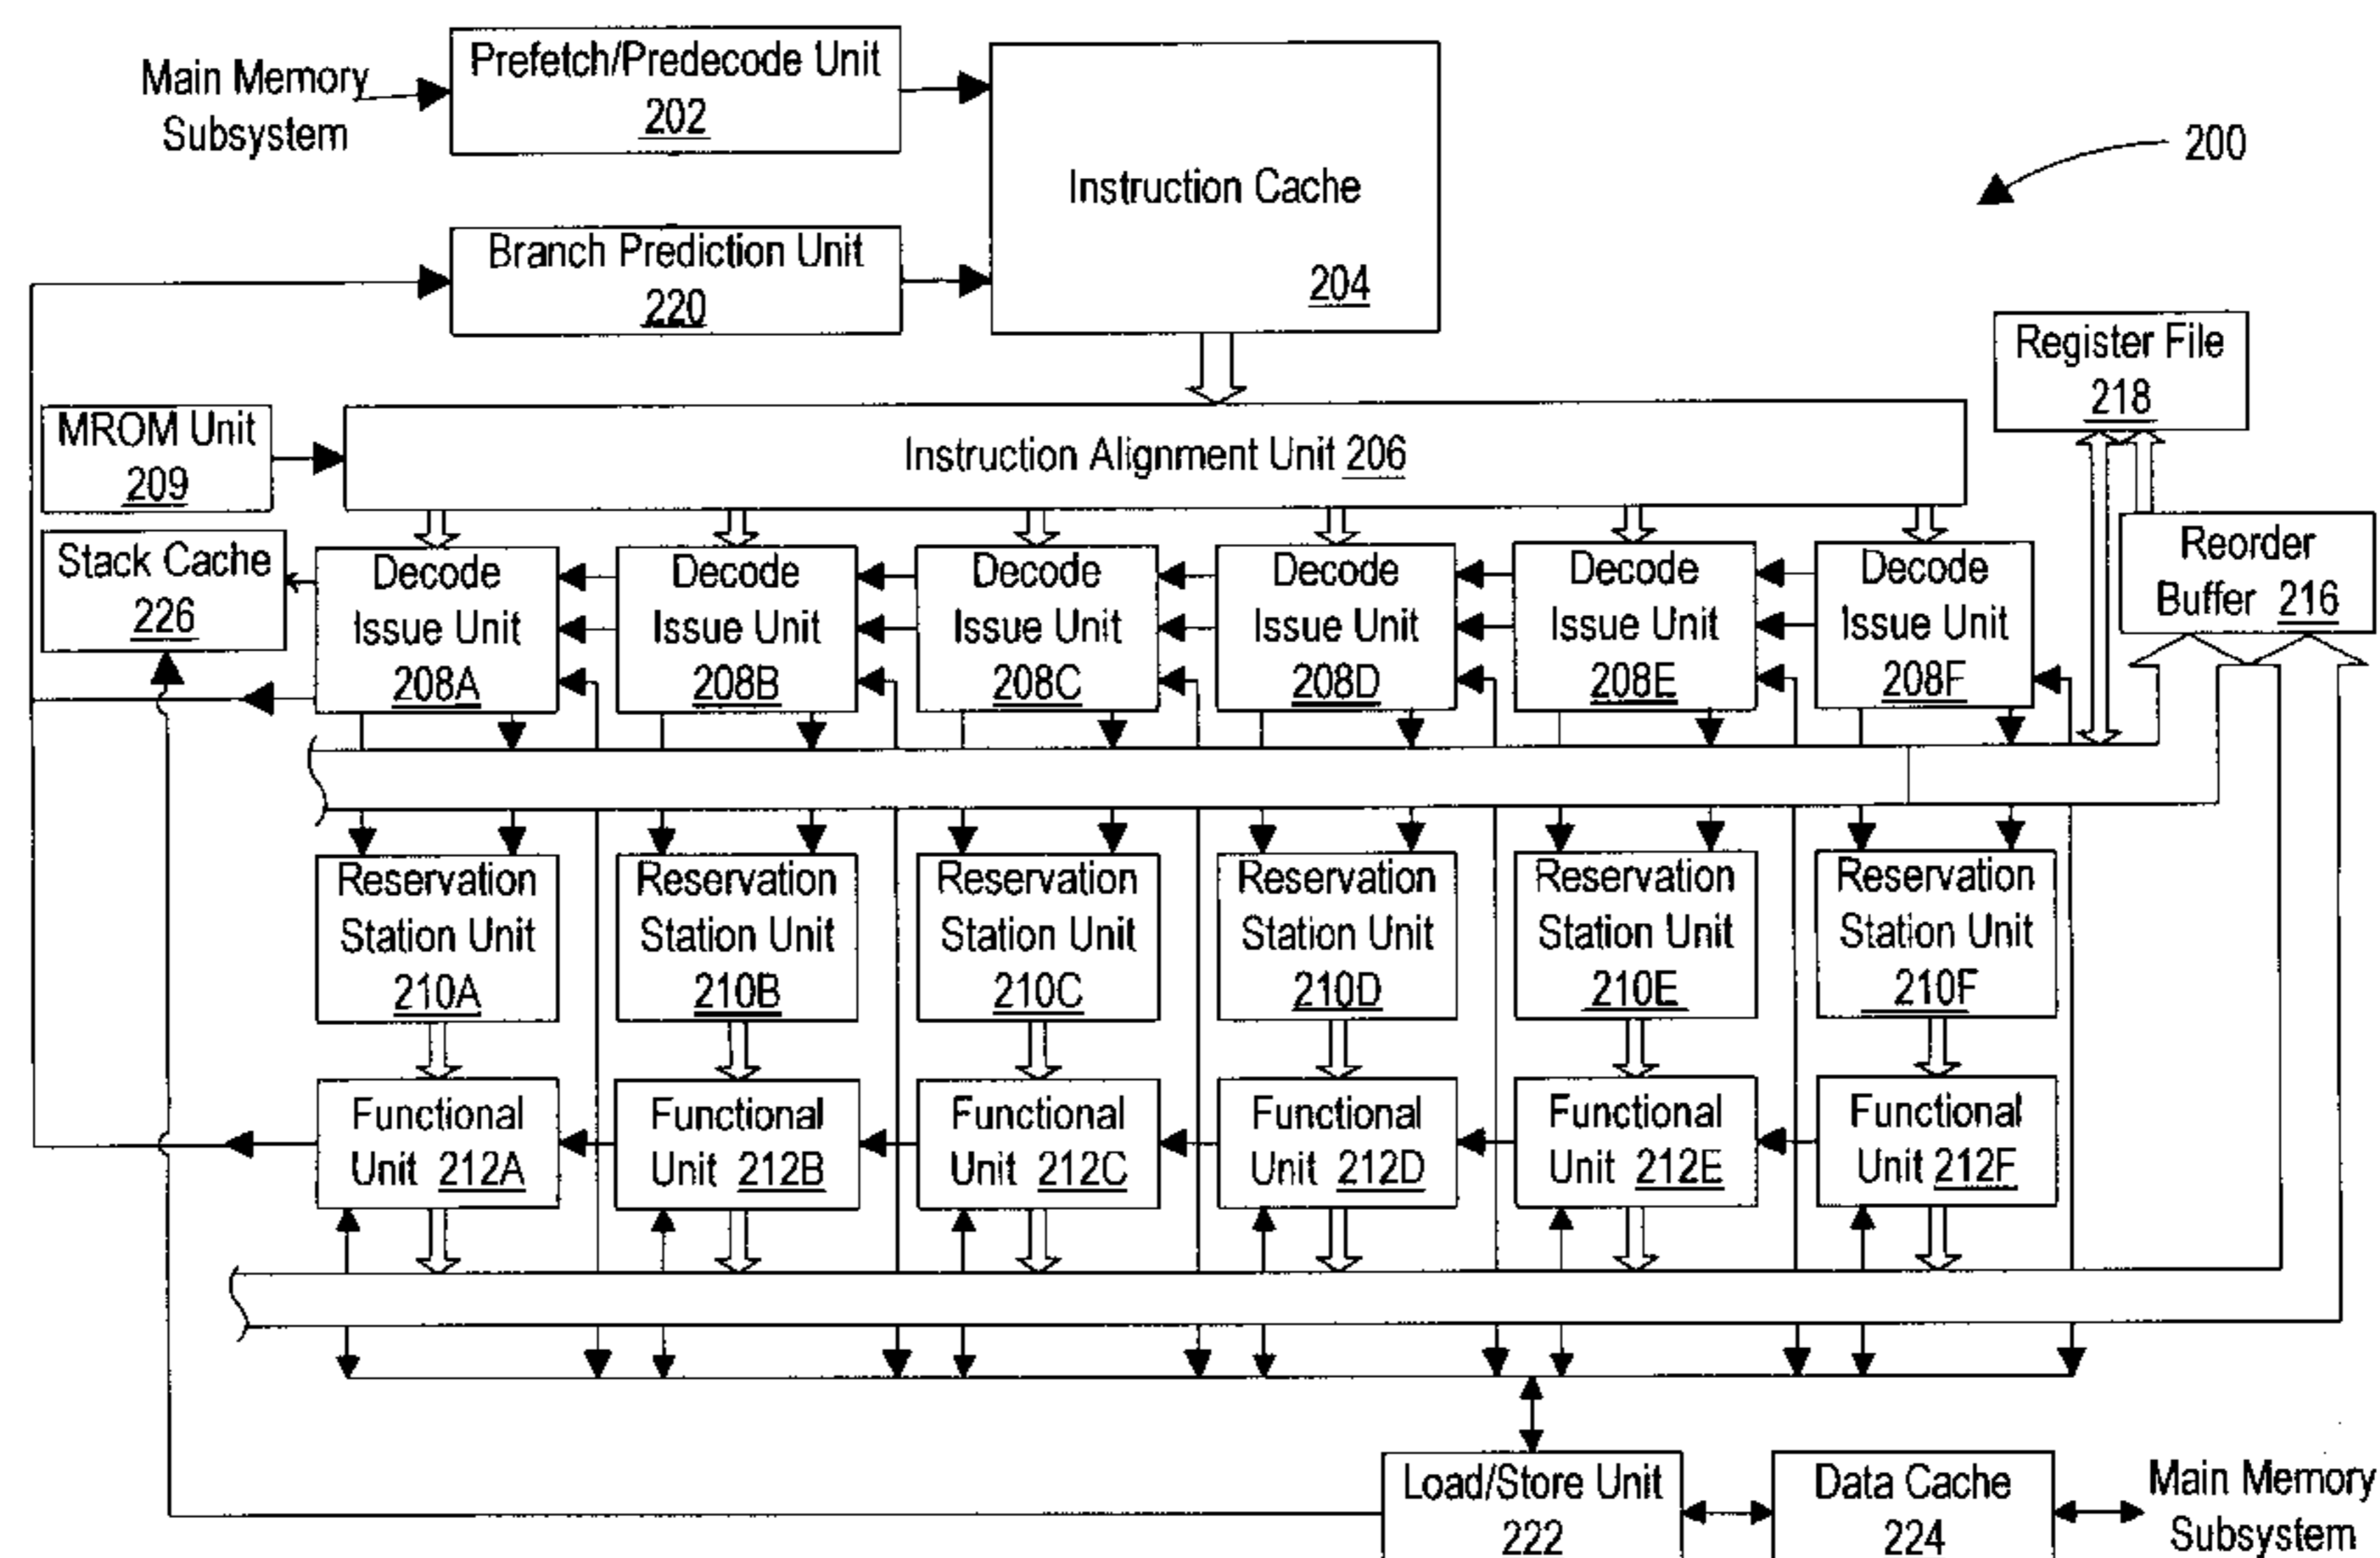 Main Memory
Subsystem
Prefetch/Predecode Unit
202
Instruction Cache
204
200
Branch Prediction Unit
220
Register File
218
MROM Unit
209
Instruction Alignment Unit 206
Stack Cache
226
Decode
Issue Unit
208A
Decode
Issue Unit
208B
Decode
Issue Unit
208C
Decode
Issue Unit
208D
Decode
Issue Unit
208E
Decode
Issue Unit
208F
Reorder
Buffer 216
Reservation
Station Unit
210A
Reservation
Station Unit
210B
Reservation
Station Unit
210C
Reservation
Station Unit
210D
Reservation
Station Unit
210E
Reservation
Station Unit
210F
Functional
Unit 212A
Functional
Unit 212B
Functional
Unit 212C
Functional
Unit 212D
Functional
Unit 212E
Functional
Unit 212F
Load/Store Unit
222
Data Cache
224
Main Memory
Subsystem